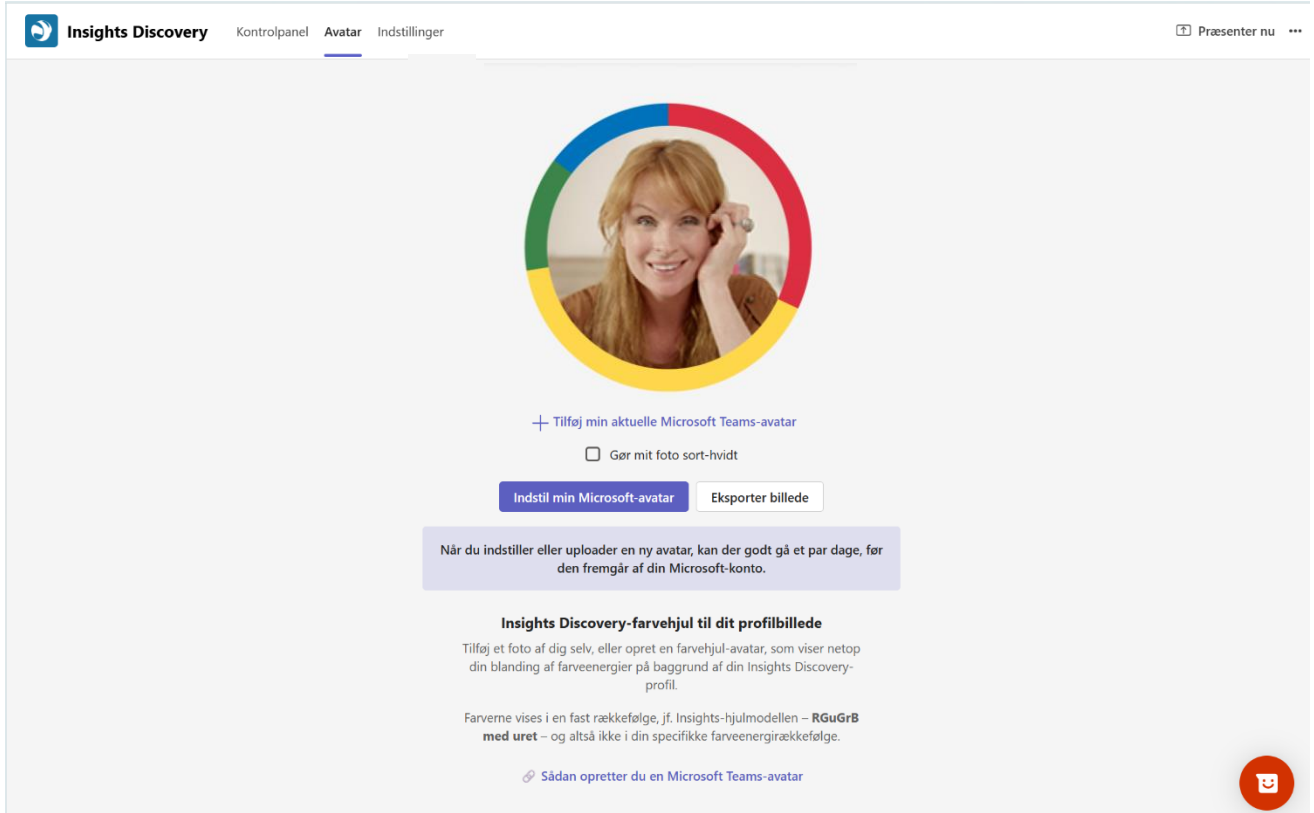 Insights Discovery Kontrolpanel Avatar Indstillinger Præsenter nu
Tilføj min aktuelle Microsoft Teams-avatar
Gør mit foto sort-hvidt
Indstil min Microsoft-avatar Eksporter billede
Når du indstiller eller uploader en ny avatar, kan der godt gå et par dage, før
den fremgår af din Microsoft-konto.
Insights Discovery-farvehjul til dit profilbillede
Tilføj et foto af dig selv, eller opret en farvehjul-avatar, som viser netop
din blanding af farveenergier på baggrund af din Insights Discovery-
profil.
Farverne vises i en fast rækkefølge, jf. Insights-hjulmodellen – RGuGrB
med uret – og altså ikke i din specifikke farveenergirækkefølge.
Sådan opretter du en Microsoft Teams-avatar